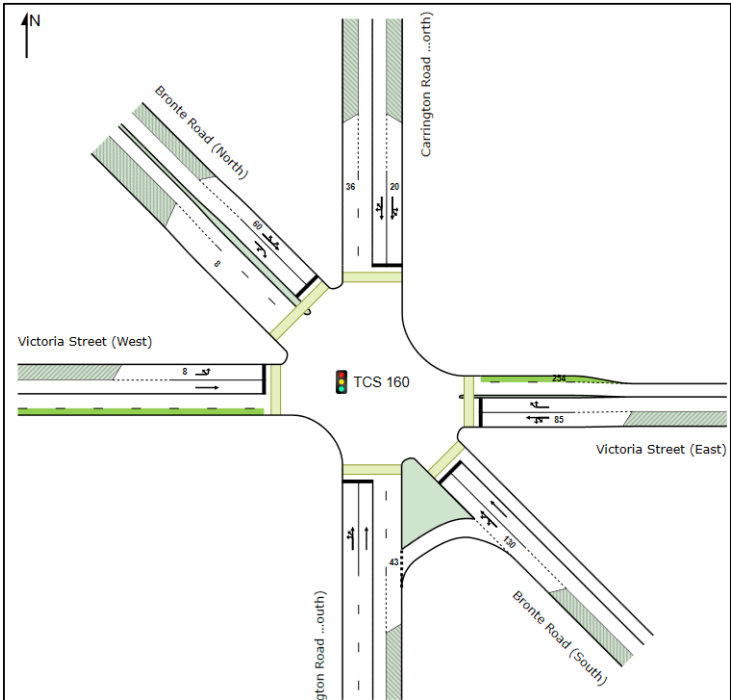 N
Bronte Road (North)
Carrington Road ...orth)
36
20
60
8
Victoria Street (West)
8
TCS 160
254
85
Victoria Street (East)
130
43
gton Road ...outh)
Bronte Road (South)